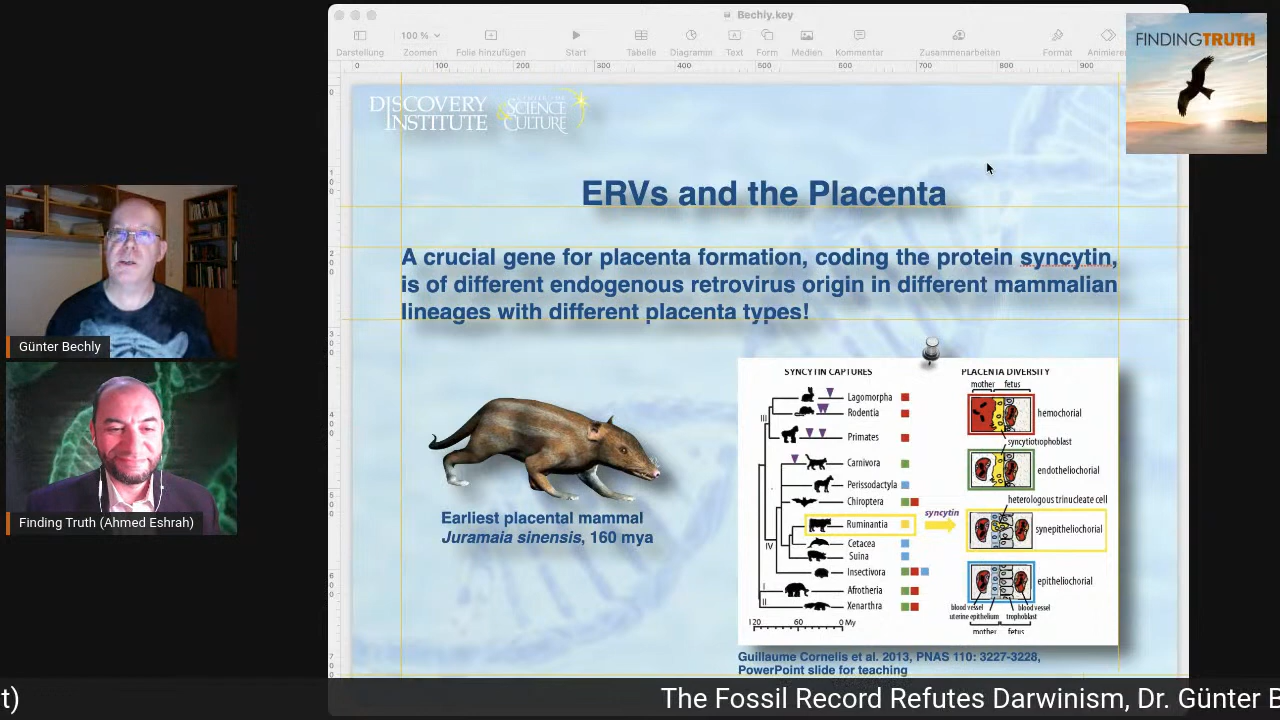 Bechly.key
100 %
Darstellung
Zoomen
Folie hinzufügen
Start
Tabelle
Diagramm
Text
Form
Medien
Kommentar
Zusammenarbeiten
Format
Animieren
0 100 200 300 400 500 600 700 800 900
FINDINGTRUTH
DISCOVERY
INSTITUTE
CENTER FOR
SCIENCE
& CULTURE
ERVs and the Placenta
A crucial gene for placenta formation, coding the protein syncytin,
is of different endogenous retrovirus origin in different mammalian
lineages with different placenta types!
Günter Bechly
Finding Truth (Ahmed Eshrah)
Earliest placental mammal
Juramaia sinensis, 160 mya
SYNCYTIN CAPTURES
III
Lagomorpha
Rodentia
Primates
Carnivora
Perissodactyla
Chiroptera
Ruminantia
IV
Cetacea
Suina
Insectivora
I
Afrotheria
II
Xenarthra
120 60 0 My
syncytin
PLACENTA DIVERSITY
mother fetus
hemochorial
syncytiotrophoblast
endotheliochorial
heterologous trinucleate cell
synepitheliochorial
epitheliochorial
blood vessel blood vessel
uterine epithelium trophoblast
mother fetus
Guillaume Cornelis et al. 2013, PNAS 110: 3227-3228,
PowerPoint slide for teaching
t) The Fossil Record Refutes Darwinism, Dr. Günter B